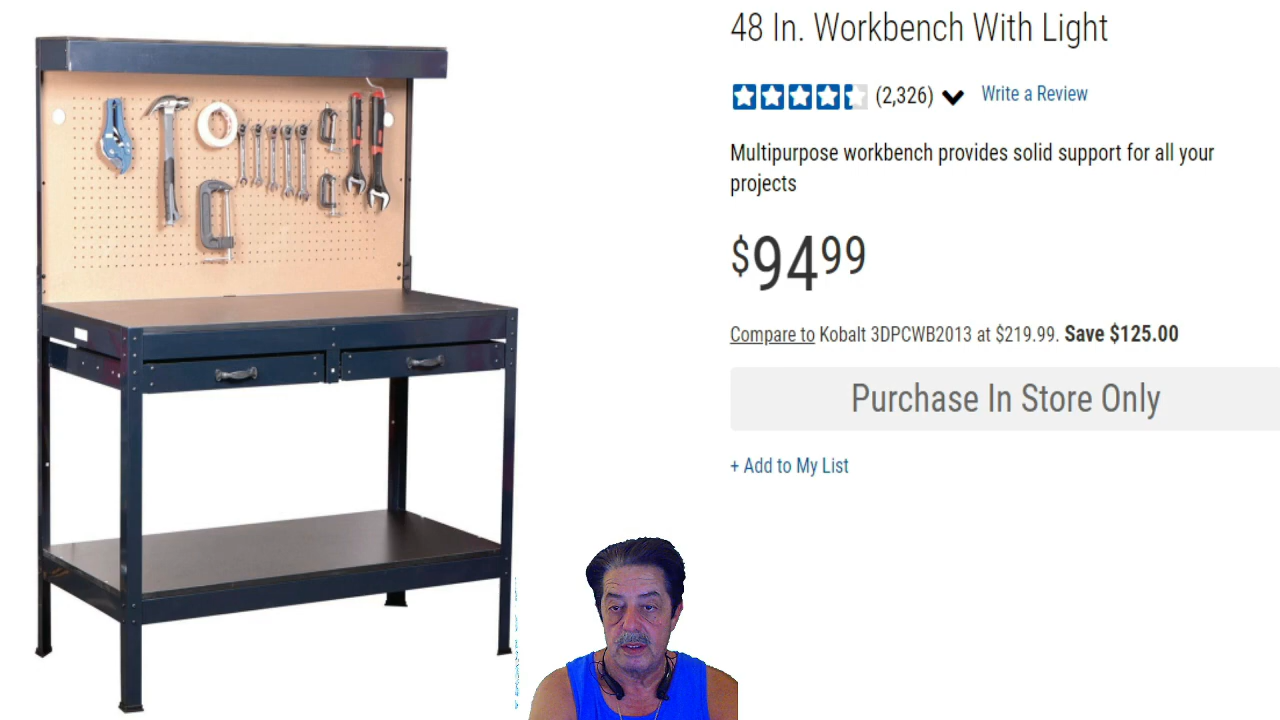 48 In. Workbench With Light
(2,326)
Write a Review
Multipurpose workbench provides solid support for all your
projects
$94 99
Compare to Kobalt 3DPCWB2013 at $219.99. Save $125.00
Purchase In Store Only
+ Add to My List